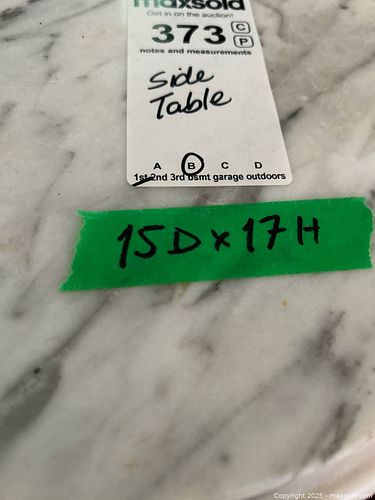 maxsold
Get in on the auction!
373 C
P
notes and measurements
Side
Table
A B C D
1st 2nd 3rd bsmt garage outdoors
15D x 17H
Copyright 2025 - maxsold.com